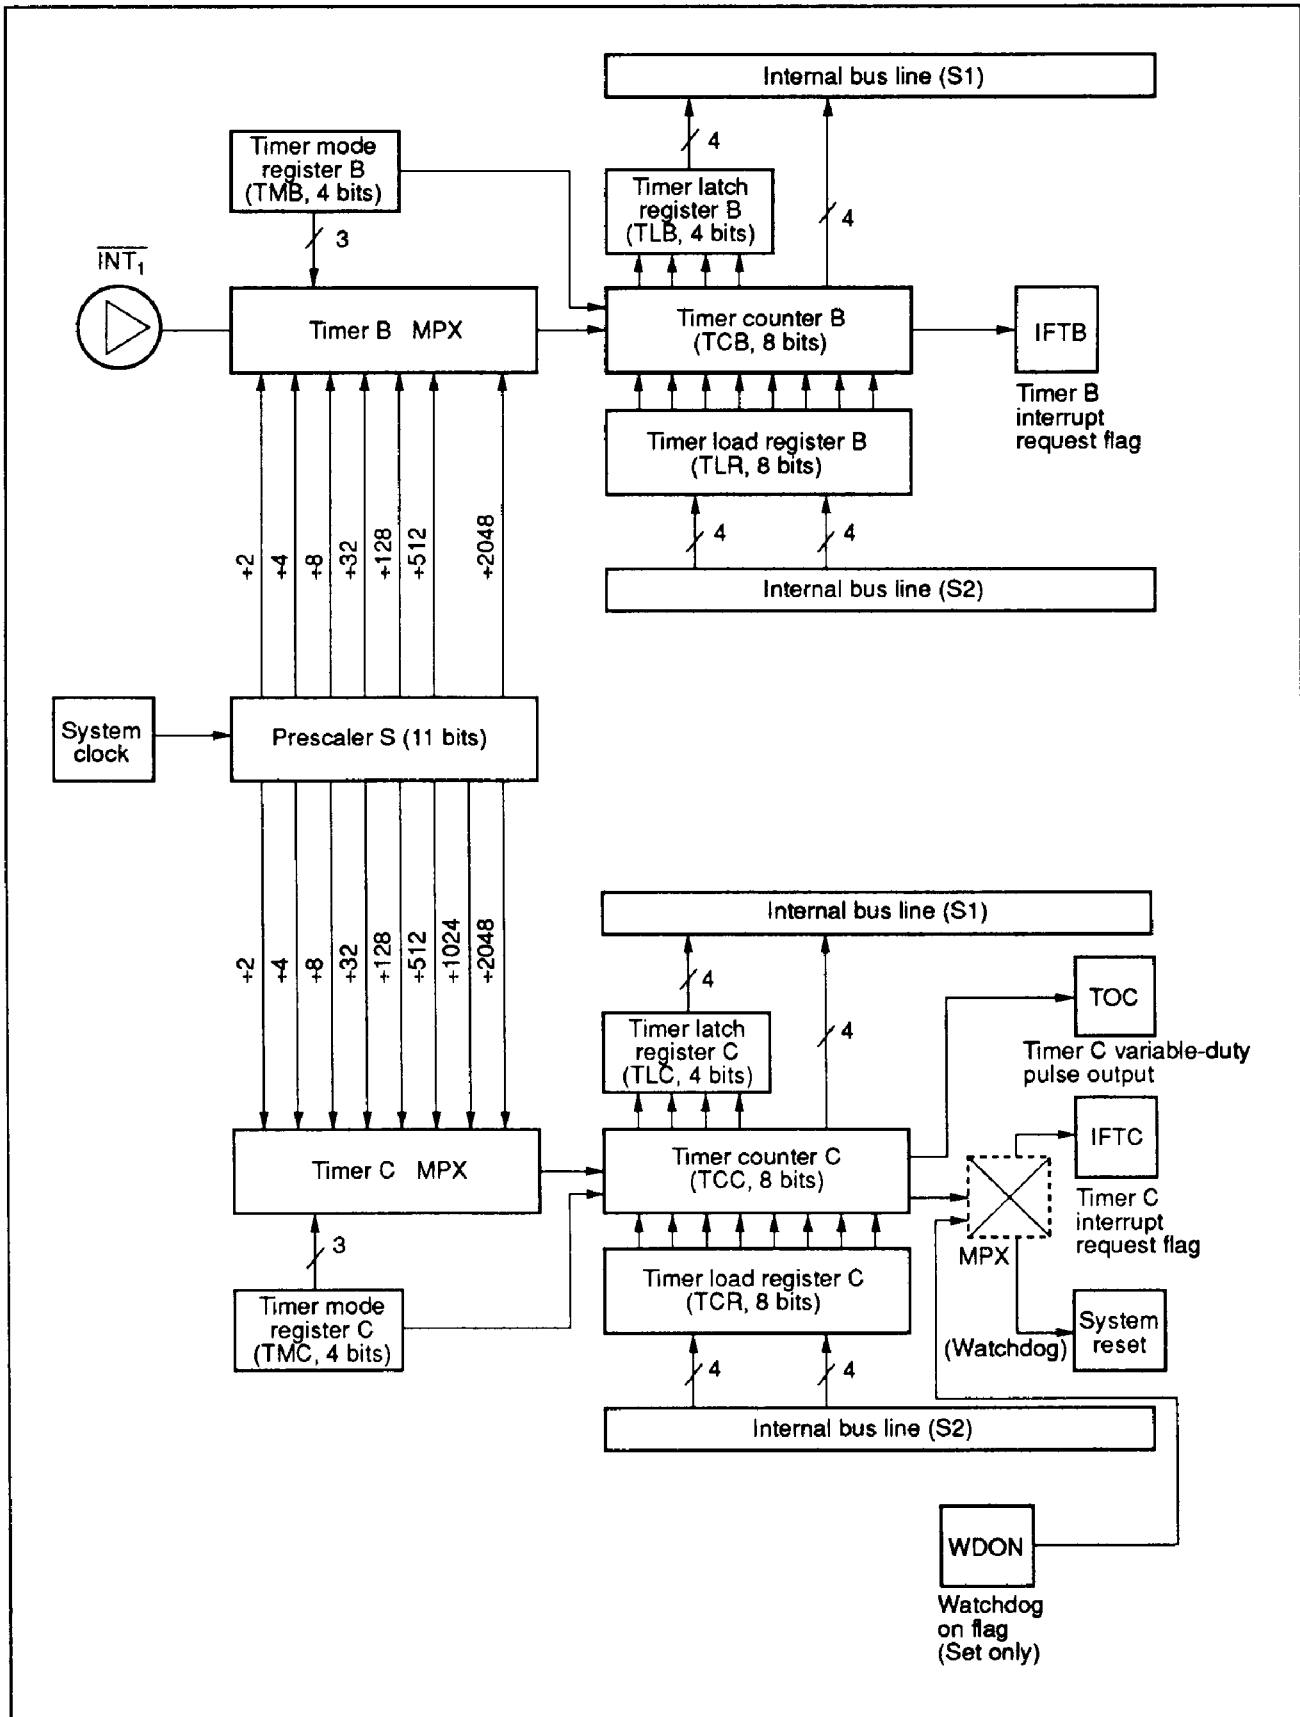 Internal bus line (S1)
4
Timer mode
register B
(TMB, 4 bits)
3
Timer latch
register B
(TLB, 4 bits)
4
INT1
Timer B MPX
Timer counter B
(TCB, 8 bits)
IFTB
Timer B
interrupt
request flag
Timer load register B
(TLR, 8 bits)
4
4
Internal bus line (S2)
÷2
÷4
÷8
÷32
÷128
÷512
÷2048
System
clock
Prescaler S (11 bits)
÷2
÷4
÷8
÷32
÷128
÷512
÷1024
÷2048
Internal bus line (S1)
4
Timer latch
register C
(TLC, 4 bits)
4
TOC
Timer C variable-duty
pulse output
Timer C MPX
Timer counter C
(TCC, 8 bits)
IFTC
Timer C
interrupt
request flag
MPX
3
Timer mode
register C
(TMC, 4 bits)
Timer load register C
(TCR, 8 bits)
System
reset
(Watchdog)
4
4
Internal bus line (S2)
WDON
Watchdog
on flag
(Set only)